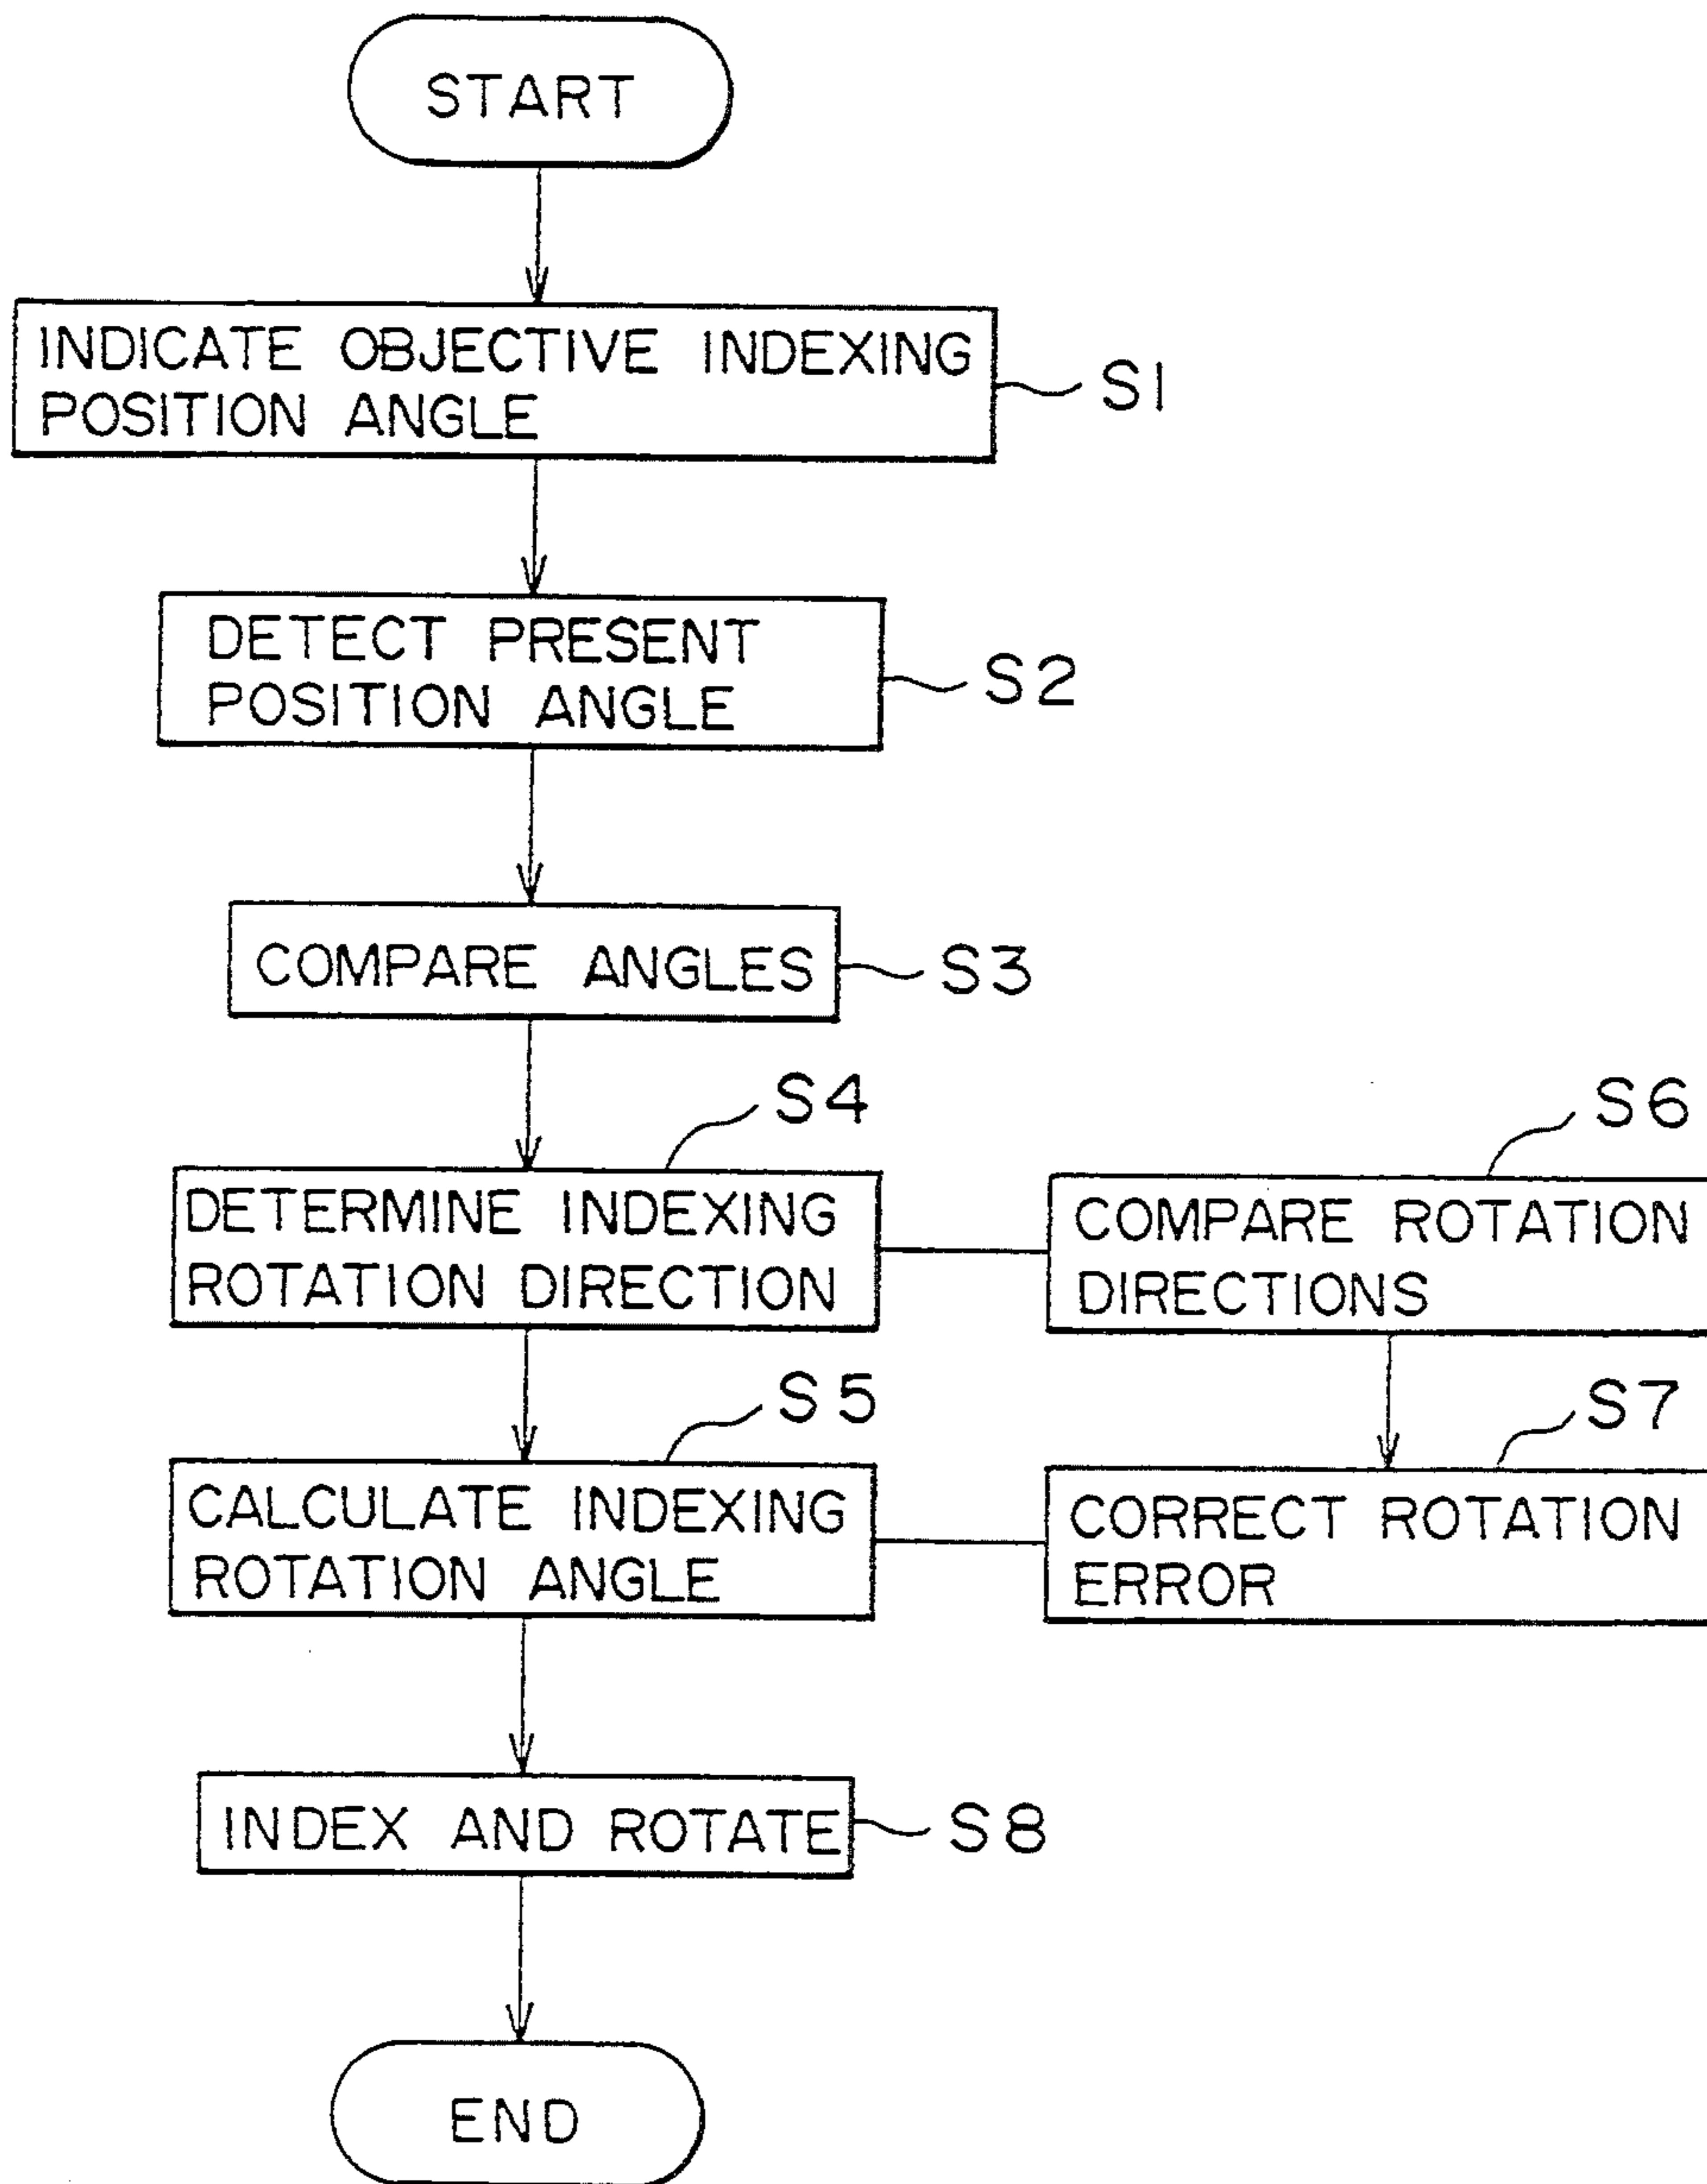 START
INDICATE OBJECTIVE INDEXING
POSITION ANGLE
S1
DETECT PRESENT
POSITION ANGLE
S2
COMPARE ANGLES
S3
S4
DETERMINE INDEXING
ROTATION DIRECTION
S6
COMPARE ROTATION
DIRECTIONS
S5
CALCULATE INDEXING
ROTATION ANGLE
S7
CORRECT ROTATION
ERROR
INDEX AND ROTATE
S8
END